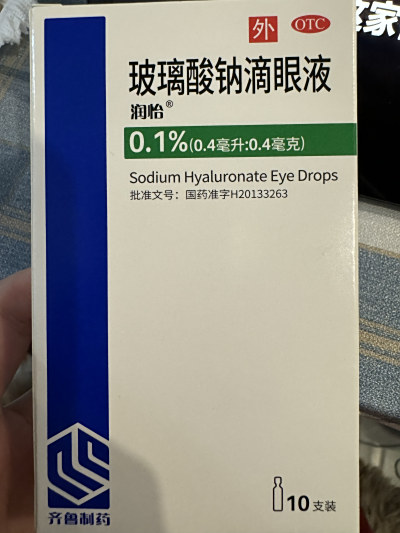 外 OTC
玻璃酸钠滴眼液
润怡®
0.1%(0.4毫升:0.4毫克)
Sodium Hyaluronate Eye Drops
批准文号：国药准字H20133263
齐鲁制药
10支装